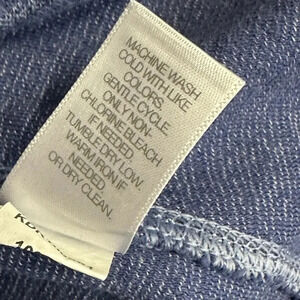 MACHINE WASH
COLD WITH LIKE
COLORS.
GENTLE CYCLE.
ONLY NON-
CHLORINE BLEACH
IF NEEDED.
TUMBLE DRY LOW.
WARM IRON IF
NEEDED
OR DRY CLEAN.